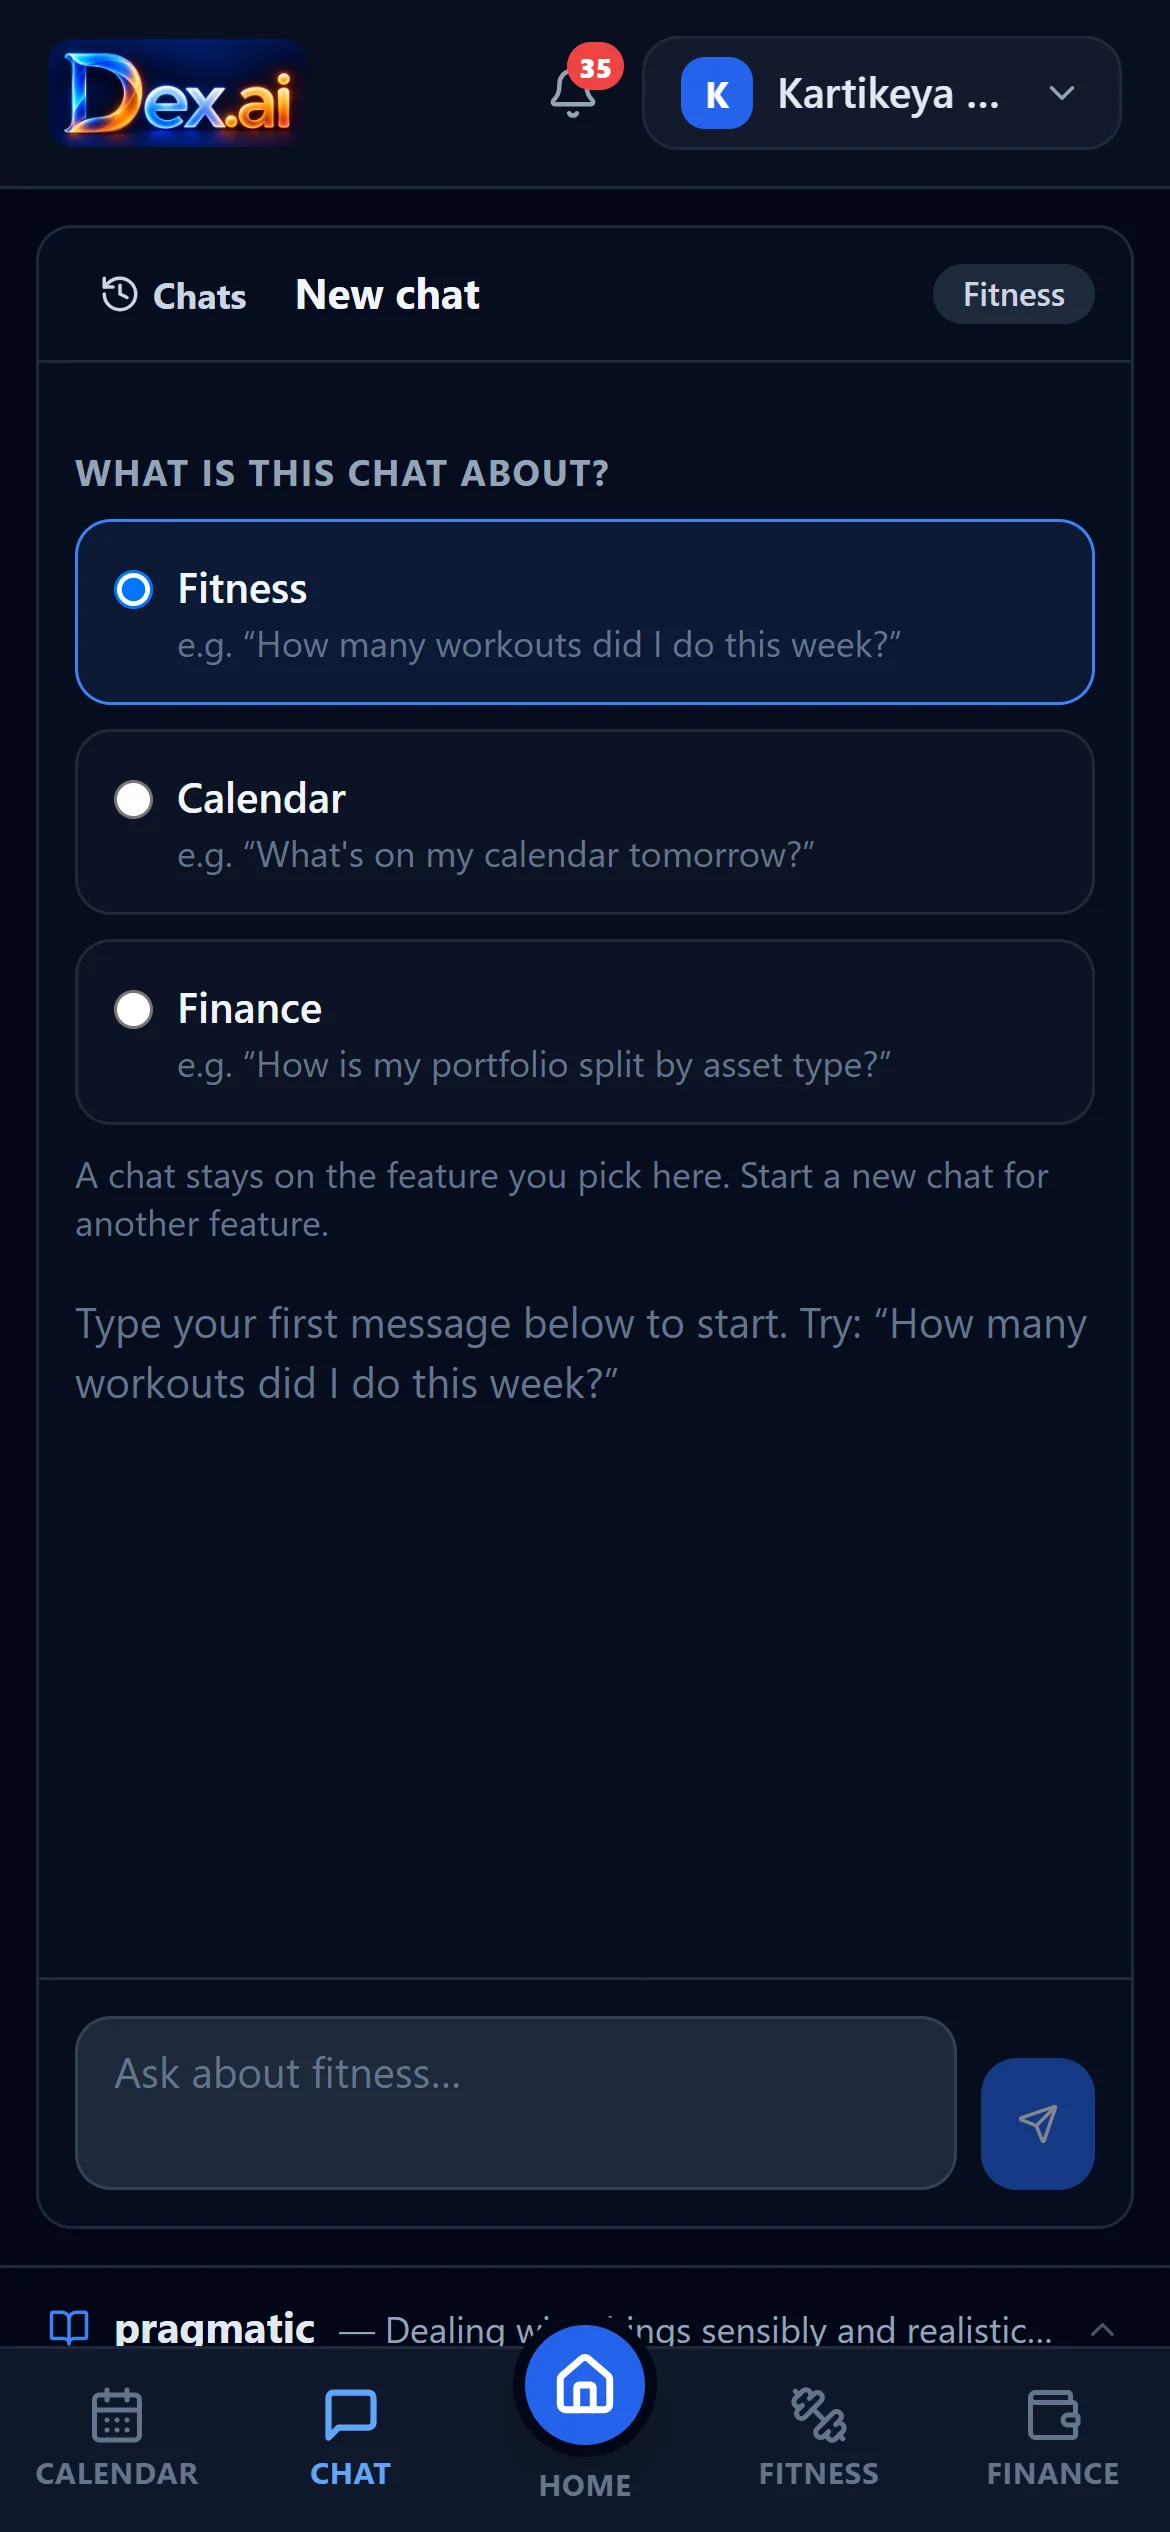 Dex.ai
35
K
Kartikeya ...
Chats
New chat
Fitness
WHAT IS THIS CHAT ABOUT?
Fitness
e.g. “How many workouts did I do this week?”
Calendar
e.g. “What's on my calendar tomorrow?”
Finance
e.g. “How is my portfolio split by asset type?”
A chat stays on the feature you pick here. Start a new chat for
another feature.
Type your first message below to start. Try: “How many
workouts did I do this week?”
Ask about fitness...
pragmatic — Dealing sensibly and realistic...
CALENDAR
CHAT
HOME
FITNESS
FINANCE